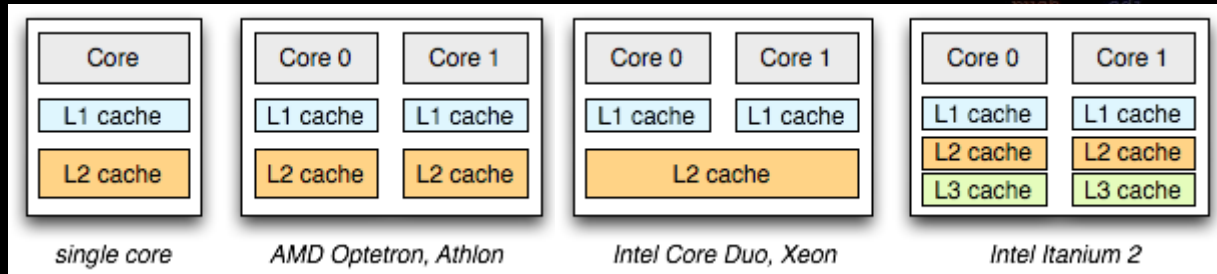 Core
L1 cache
L2 cache
single core
Core 0 Core 1
L1 cache L1 cache
L2 cache L2 cache
AMD Optetron, Athlon
Core 0 Core 1
L1 cache L1 cache
L2 cache
Intel Core Duo, Xeon
Core 0 Core 1
L1 cache L1 cache
L2 cache L2 cache
L3 cache L3 cache
Intel Itanium 2